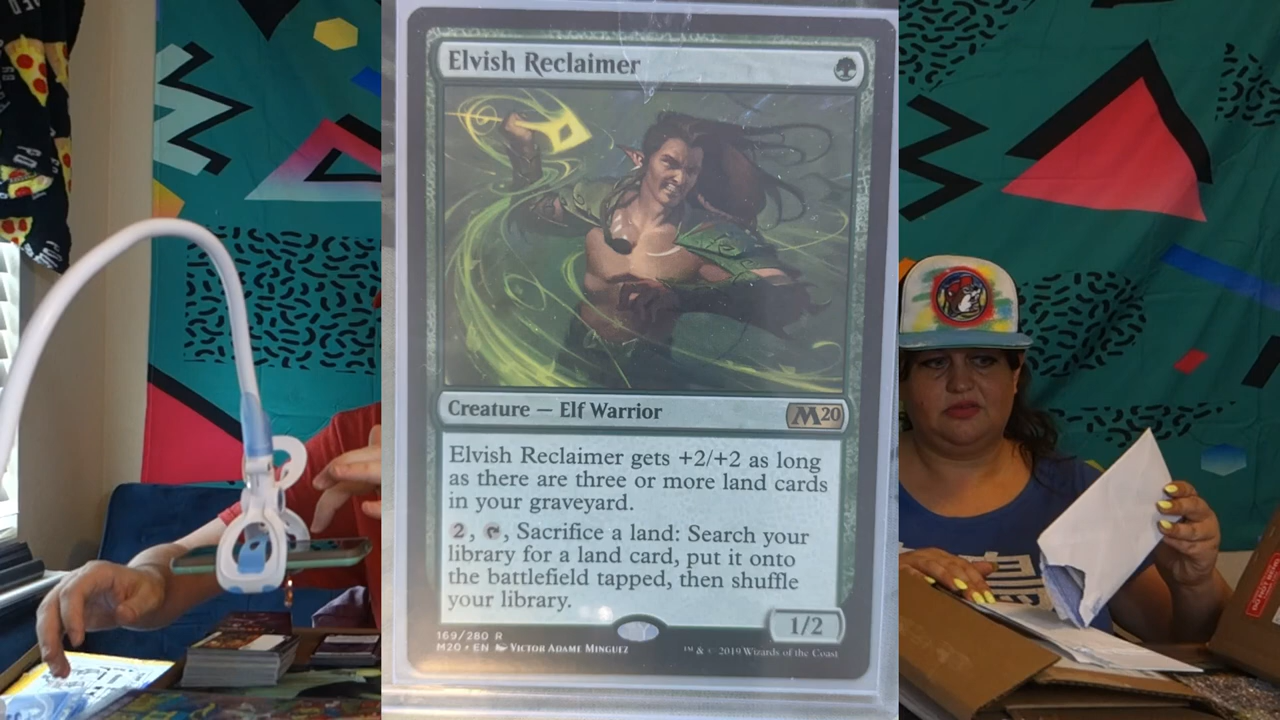 Elvish Reclaimer
Creature — Elf Warrior
M20
Elvish Reclaimer gets +2/+2 as long
as there are three or more land cards
in your graveyard.
2, , Sacrifice a land: Search your
library for a land card, put it onto
the battlefield tapped, then shuffle
your library.
1/2
169/280 R
M20 • EN Victor Adame Minguez
™ & © 2019 Wizards of the Coast